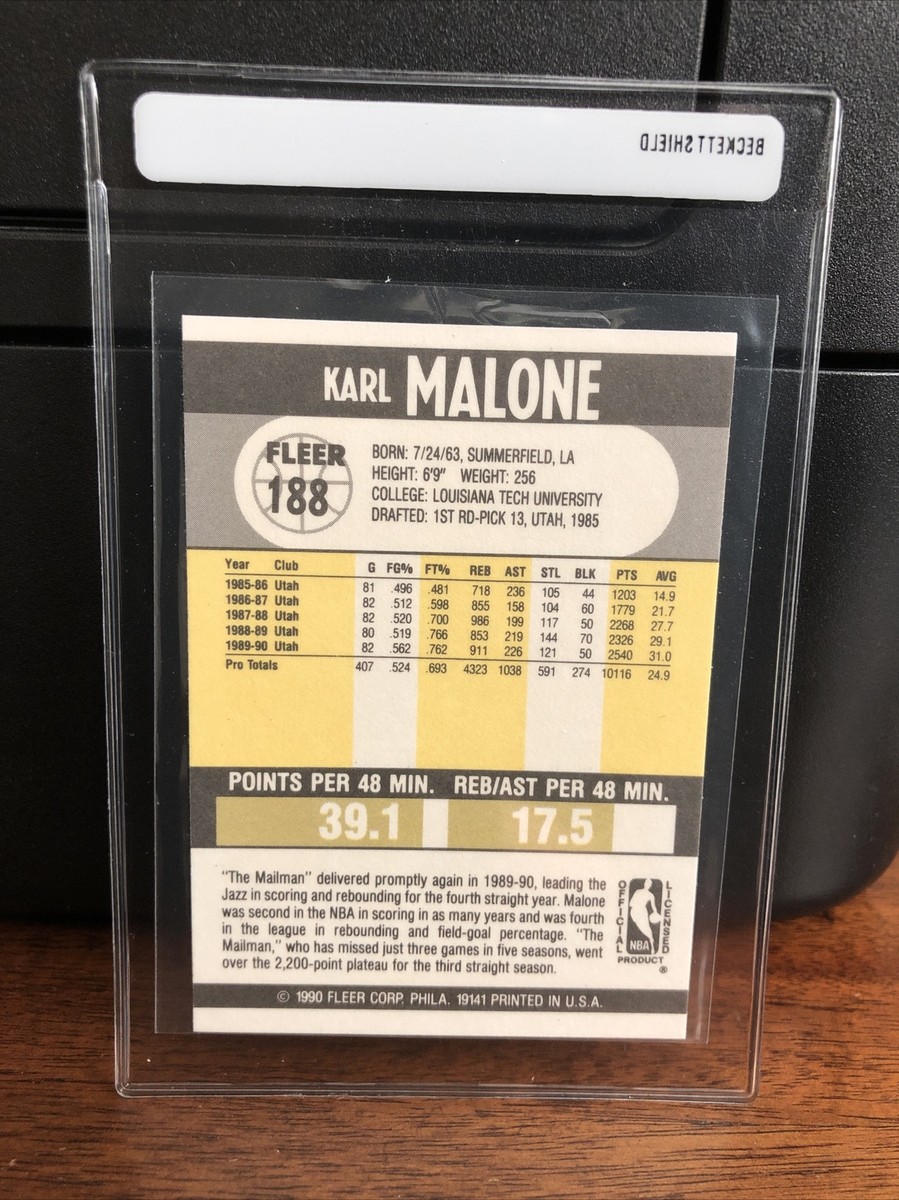 BECKETT SHIELD
KARL MALONE
FLEER
188
BORN: 7/24/63, SUMMERFIELD, LA
HEIGHT: 6'9" WEIGHT: 256
COLLEGE: LOUISIANA TECH UNIVERSITY
DRAFTED: 1ST RD-PICK 13, UTAH, 1985
Year Club G FG% FT% REB AST STL BLK PTS AVG
1985-86 Utah 81 .496 .481 718 236 105 44 1203 14.9
1986-87 Utah 82 .512 .598 855 158 104 60 1779 21.7
1987-88 Utah 82 .520 .700 986 199 117 50 2268 27.7
1988-89 Utah 80 .519 .766 853 219 144 70 2326 29.1
1989-90 Utah 82 .562 .762 911 226 121 50 2540 31.0
Pro Totals 407 .524 .693 4323 1038 591 274 10116 24.9
POINTS PER 48 MIN. REB/AST PER 48 MIN.
39.1 17.5
"The Mailman" delivered promptly again in 1989-90, leading the
Jazz in scoring and rebounding for the fourth straight year. Malone
was second in the NBA in scoring in as many years and was fourth
in the league in rebounding and field-goal percentage. "The
Mailman," who has missed just three games in five seasons, went
over the 2,200-point plateau for the third straight season.
OFFICIAL LICENSED
NBA
PRODUCT
®
© 1990 FLEER CORP. PHILA. 19141 PRINTED IN U.S.A.